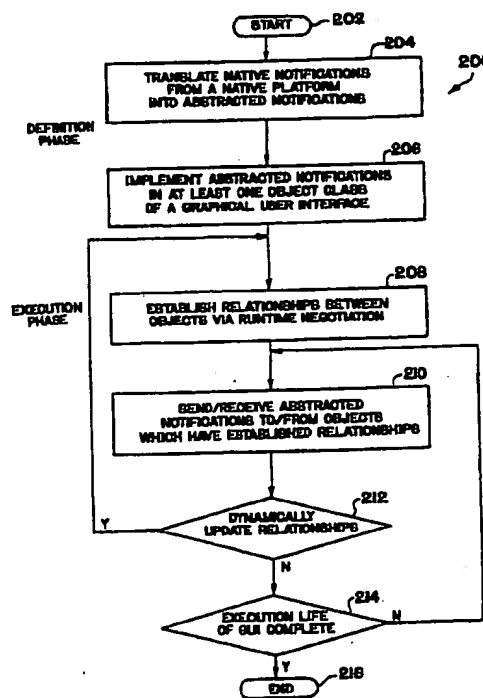 START
202
204
200
TRANSLATE NATIVE NOTIFICATIONS
FROM A NATIVE PLATFORM
INTO ABSTRACTED NOTIFICATIONS
DEFINITION
PHASE
206
IMPLEMENT ABSTRACTED NOTIFICATIONS
IN AT LEAST ONE OBJECT CLASS
OF A GRAPHICAL USER INTERFACE
208
EXECUTION
PHASE
ESTABLISH RELATIONSHIPS BETWEEN
OBJECTS VIA RUNTIME NEGOTIATION
210
SEND/RECEIVE ABSTRACTED
NOTIFICATIONS TO/FROM OBJECTS
WHICH HAVE ESTABLISHED RELATIONSHIPS
212
Y
DYNAMICALLY
UPDATE RELATIONSHIPS
N
214
EXECUTION LIFE
OF GUI COMPLETE
N
Y
END
216